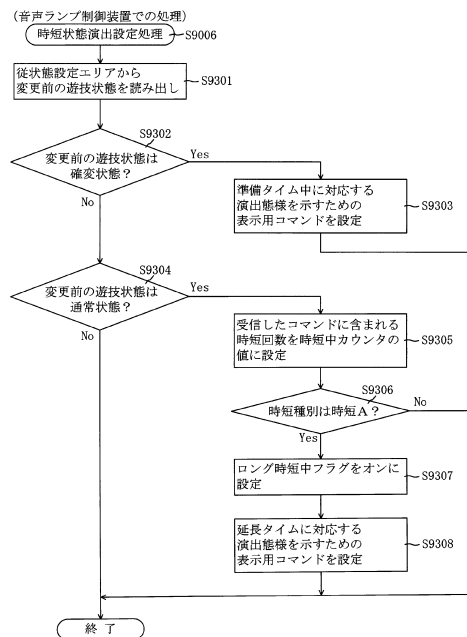 (音声ランプ制御装置での処理)
時短状態演出設定処理
S9006
従状態設定エリアから
変更前の遊技状態を読み出し
S9301
S9302
変更前の遊技状態は
確変状態?
Yes
No
準備タイム中に対応する
演出態様を示すための
表示用コマンドを設定
S9303
S9304
変更前の遊技状態は
通常状態?
Yes
No
受信したコマンドに含まれる
時短回数を時短中カウンタの
値に設定
S9305
S9306
時短種別は時短A?
No
Yes
ロング時短中フラグをオンに
設定
S9307
延長タイムに対応する
演出態様を示すための
表示用コマンドを設定
S9308
終了